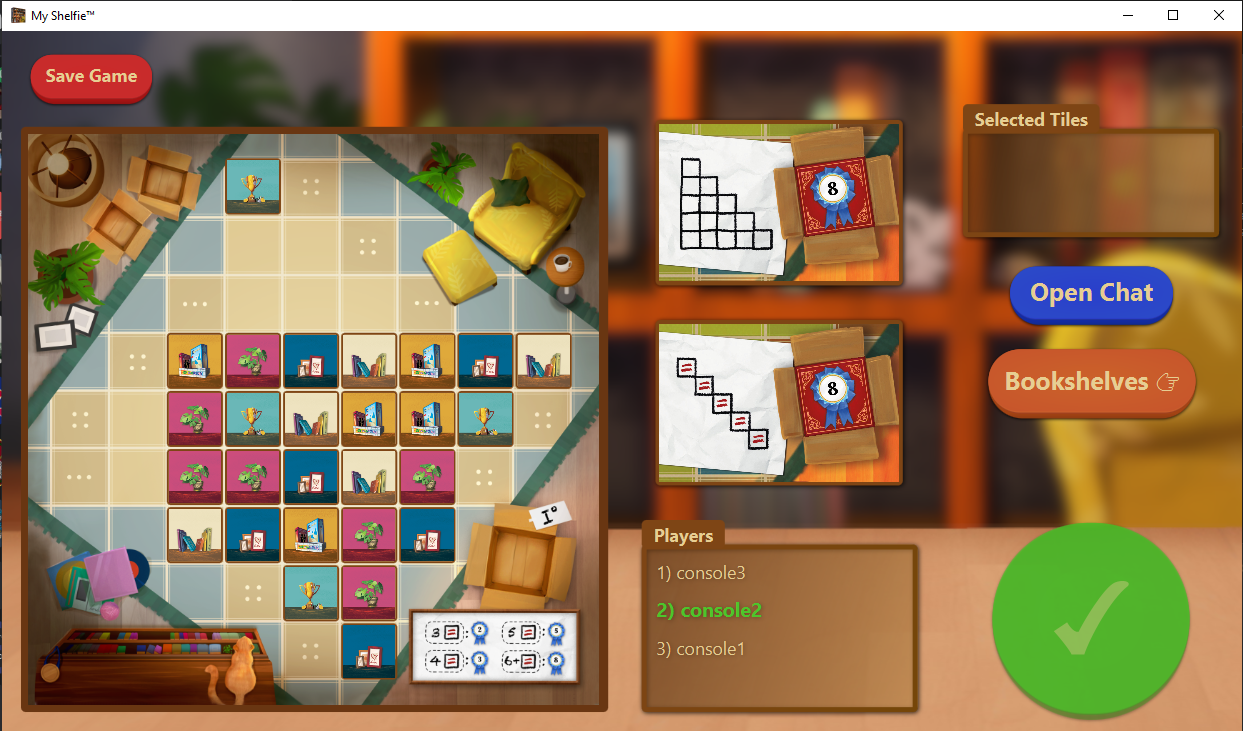 My Shelfie™
Save Game
Selected Tiles
8
Open Chat
Bookshelves
8
I°
Players
1) console3
2) console2
3) console1
3 = : 2
5 = : 5
4 = : 3
6+ = : 8